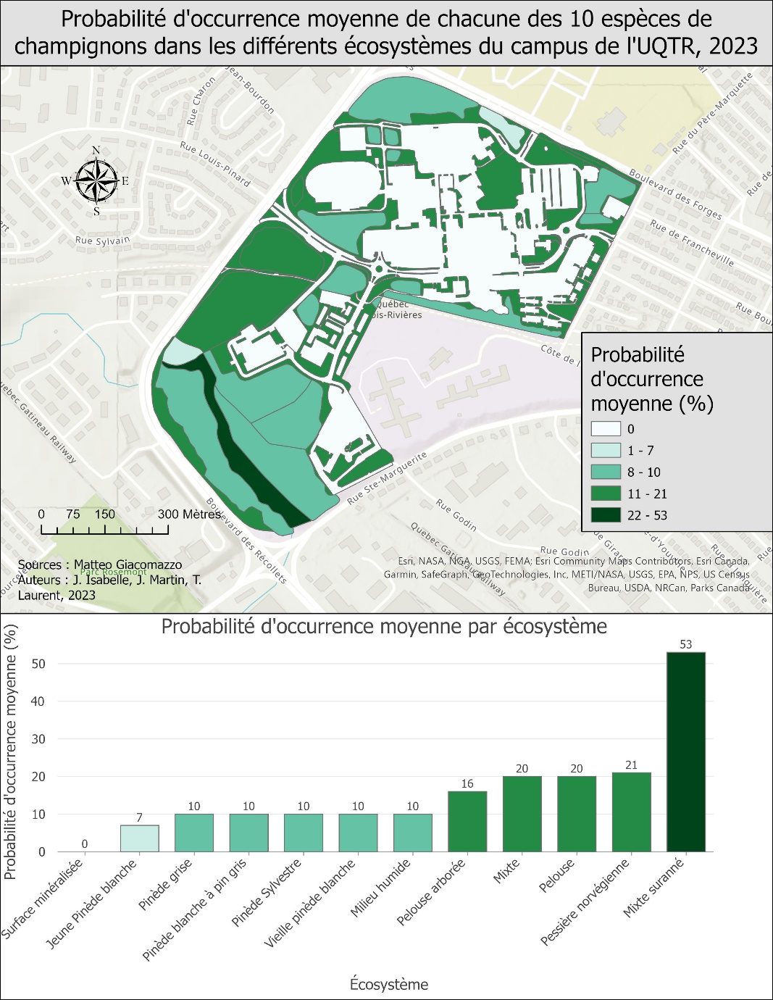 Probabilité d'occurrence moyenne de chacune des 10 espèces de
champignons dans les différents écosystèmes du campus de l'UQTR, 2023
Jean-Bourdon
Rue Charon
Rue Louis-Pinard
Rue du Père-Marquette
Rue de
N
W
E
S
Boulevard des Forges
Rue de Francheville
Rue Sylvain
Rue Bou
Québec
Côte de l
Quebec Gatineau Railway
Probabilité
d'occurrence
moyenne (%)
0
1 - 7
8 - 10
11 - 21
22 - 53
Rue Ste-Marguerite
Boulevard des Récollets
Rue Godin
Quebec Gatineau Railway
Rue Godin
0 75 150 300 Mètres
Sources : Matteo Giacomazzo
Parc Rosemont
Auteurs : J. Isabelle, J. Martin, T.
Laurent, 2023
Esri, NASA, NGA, USGS, FEMA; Esri Community Maps Contributors, Esri Canada,
Garmin, SafeGraph, GeoTechnologies, Inc, METI/NASA, USGS, EPA, NPS, US Census
Bureau, USDA, NRCan, Parks Canada
Probabilité d'occurrence moyenne par écosystème
Probabilité d'occurrence moyenne (%)
50
40
30
20
10
0
0
7
10
10
10
10
10
16
20
20
21
53
Surface minéralisée
Jeune Pinède blanche
Pinède grise
Pinède blanche à pin gris
Pinède Sylvestre
Vieille pinède blanche
Milieu humide
Pelouse arborée
Mixte
Pelouse
Pessière norvégienne
Mixte suranné
Écosystème